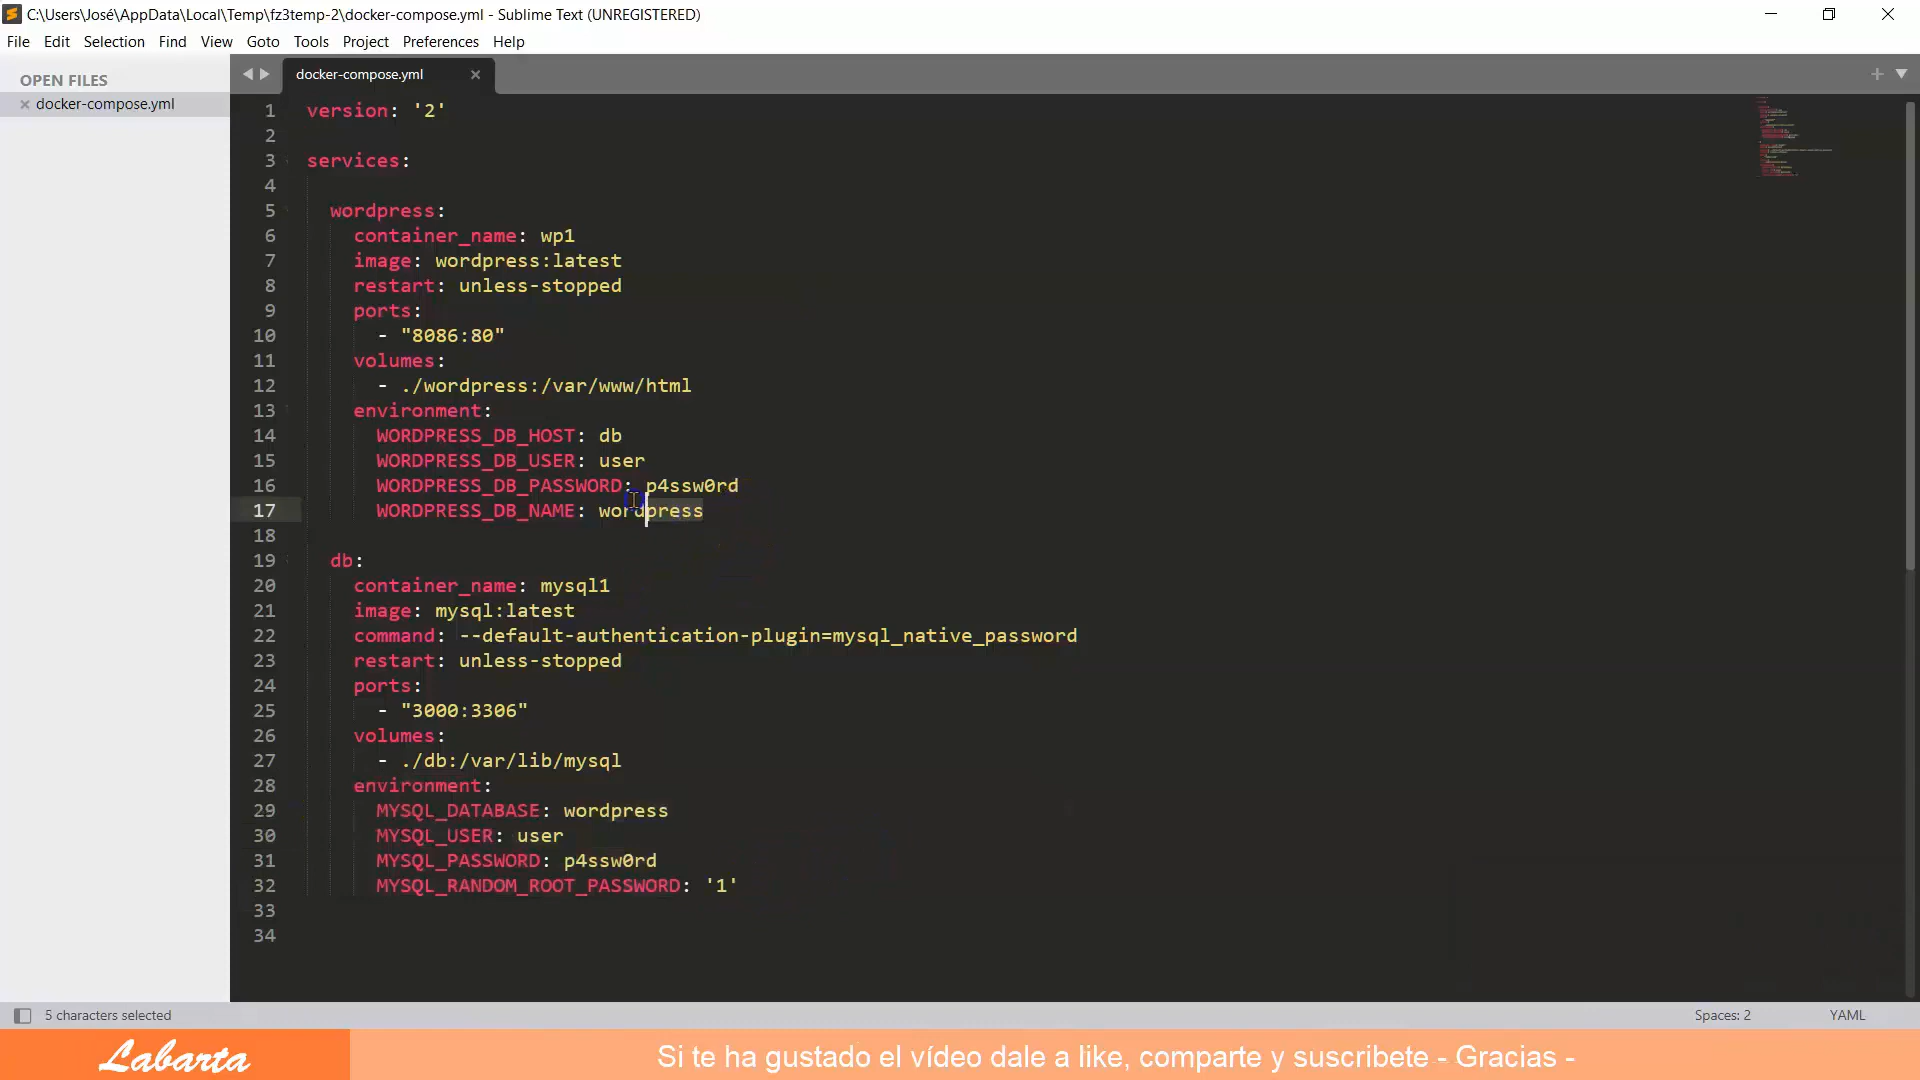 C:\Users\José\AppData\Local\Temp\fz3temp-2\docker-compose.yml - Sublime Text (UNREGISTERED)
File Edit Selection Find View Goto Tools Project Preferences Help
OPEN FILES
docker-compose.yml
docker-compose.yml
1 version: '2'
2
3 services:
4
5 wordpress:
6 container_name: wp1
7 image: wordpress:latest
8 restart: unless-stopped
9 ports:
10 - "8086:80"
11 volumes:
12 - ./wordpress:/var/www/html
13 environment:
14 WORDPRESS_DB_HOST: db
15 WORDPRESS_DB_USER: user
16 WORDPRESS_DB_PASSWORD: p4ssw0rd
17 WORDPRESS_DB_NAME: wordpress
18
19 db:
20 container_name: mysql1
21 image: mysql:latest
22 command: --default-authentication-plugin=mysql_native_password
23 restart: unless-stopped
24 ports:
25 - "3000:3306"
26 volumes:
27 - ./db:/var/lib/mysql
28 environment:
29 MYSQL_DATABASE: wordpress
30 MYSQL_USER: user
31 MYSQL_PASSWORD: p4ssw0rd
32 MYSQL_RANDOM_ROOT_PASSWORD: '1'
33
34
5 characters selected
Spaces: 2
YAML
Labarta
Si te ha gustado el vídeo dale a like, comparte y suscribete - Gracias -